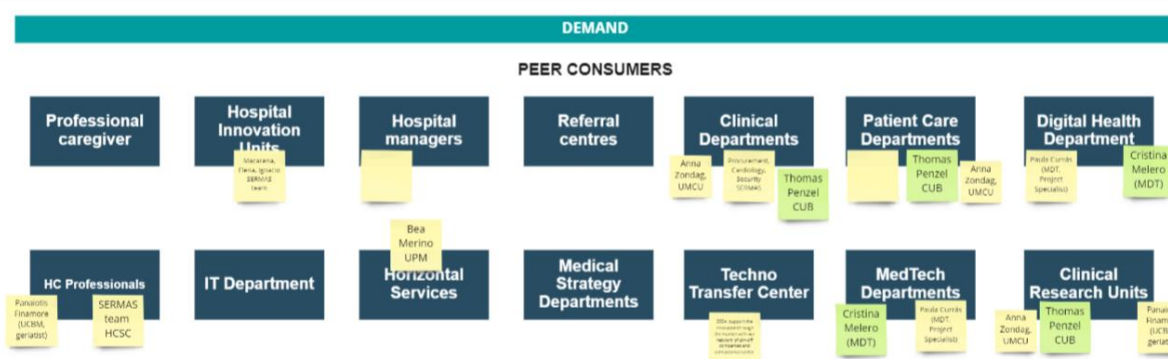 DEMAND
PEER CONSUMERS
Professional
caregiver
Hospital
Innovation
Units
Macarena,
Elena, Ignacio
SERMAS
team
Hospital
managers
Referral
centres
Clinical
Departments
Anna
Zondag,
UMCU
Procurement,
Cardiology,
Security
SERMAS
Thomas
Penzel
CUB
Patient Care
Departments
Thomas
Penzel
CUB
Anna
Zondag,
UMCU
Digital Health
Department
Paula Currás
(MDT,
Project
Specialist)
Cristina
Melero
(MDT)
HC Professionals
Panaiotis
Finamore
(UCBM,
geriatist)
SERMAS
team
HCSC
IT Department
Bea
Merino
UPM
Horizontal
Services
Medical
Strategy
Departments
Techno
Transfer Center
support the
companies and
MedTech
Departments
Cristina
Melero
(MDT)
Paula Currás
(MDT,
Project
Specialist)
Clinical
Research Units
Anna
Zondag,
UMCU
Thomas
Penzel
CUB